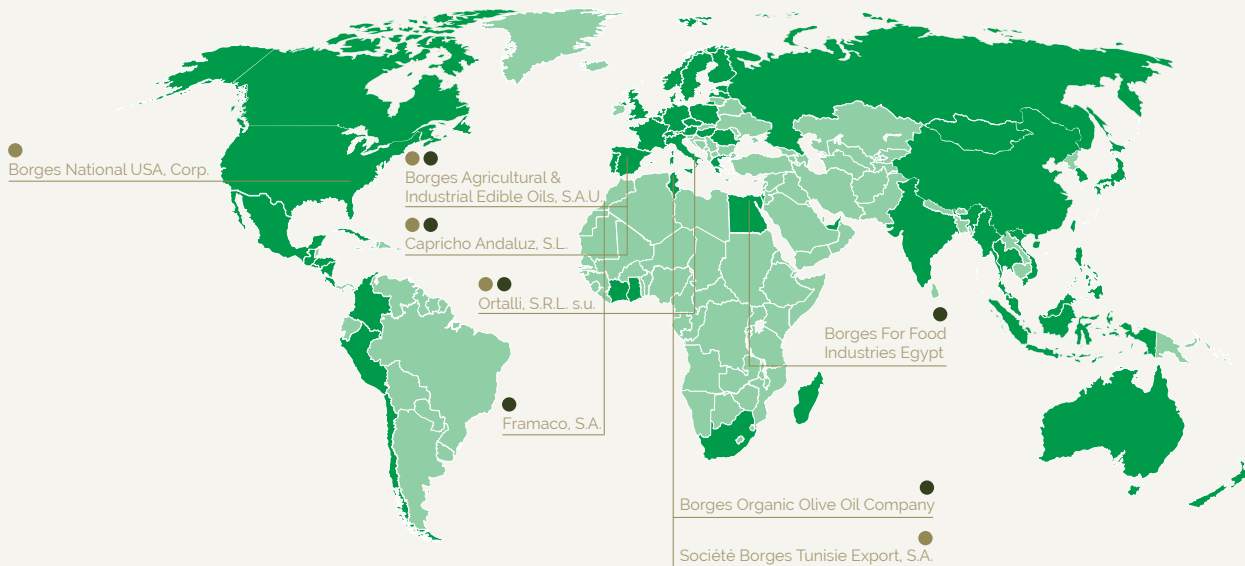 Borges National USA, Corp.
Borges Agricultural &
Industrial Edible Oils, S.A.U.
Capricho Andaluz, S.L.
Ortalli, S.R.L. s.u.
Borges For Food
Industries Egypt
Framaco, S.A.
Borges Organic Olive Oil Company
Société Borges Tunisie Export, S.A.